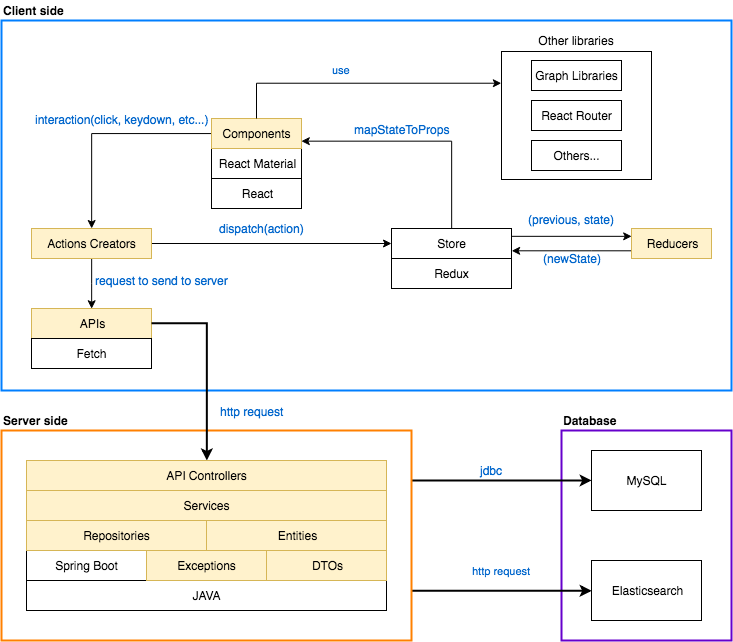 Client side
Other libraries
use
Graph Libraries
interaction(click, keydown, etc...)
Components
mapStateToProps
React Router
React Material
Others...
React
dispatch(action)
(previous, state)
Actions Creators
Store
Reducers
(newState)
Redux
request to send to server
APIs
Fetch
http request
Server side
Database
API Controllers
jdbc
MySQL
Services
Repositories
Entities
Spring Boot
Exceptions
DTOs
http request
Elasticsearch
JAVA